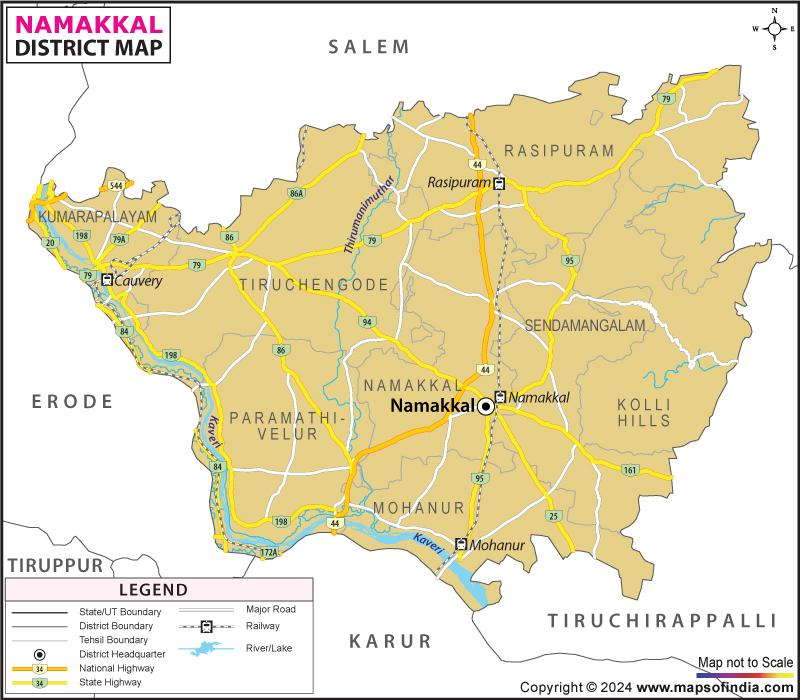 NAMAKKAL
DISTRICT MAP
SALEM
N
W E
S
79
RASIPURAM
44
Rasipuram
544
86A
KUMARAPALAYAM
Thirumanimuthar
198
79A
20
86
79
79
79
Cauvery
95
TIRUCHENGODE
84
94
SENDAMANGALAM
198
86
44
NAMAKKAL
Namakkal
Namakkal
ERODE
KOLLI
HILLS
PARAMATHI-
VELUR
Kaveri
84
161
95
MOHANUR
25
198
44
Kaveri
Mohanur
172A
TIRUPPUR
LEGEND
State/UT Boundary
Major Road
District Boundary
Railway
Tehsil Boundary
District Headquarter
River/Lake
34 National Highway
34 State Highway
KARUR
TIRUCHIRAPPALLI
Map not to Scale
Copyright © 2024 www.mapsofindia.com